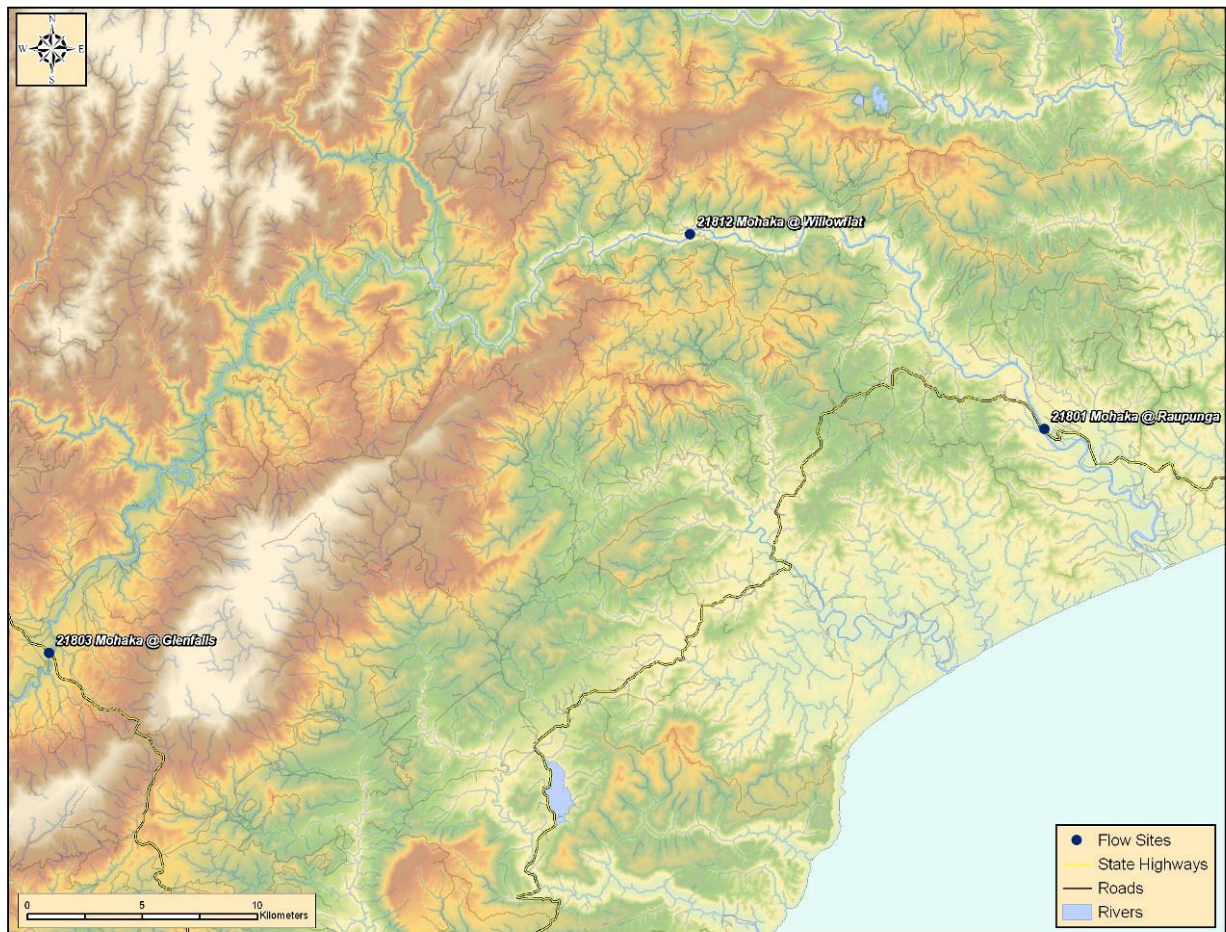 N
W E
S
21812 Mohaka @ Willowflat
21801 Mohaka @ Raupunga
21803 Mohaka @ Glenfalls
0 5 10
Kilometers
Flow Sites
State Highways
Roads
Rivers